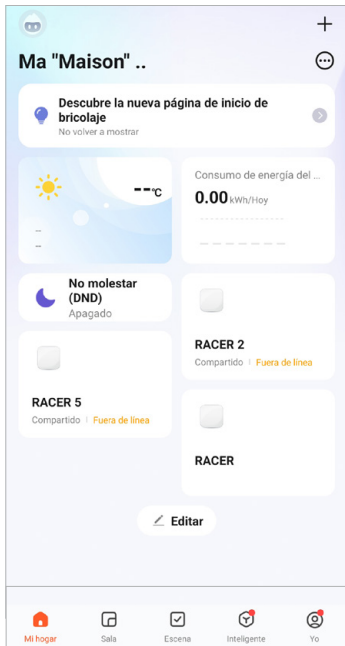 Ma "Maison" ..
Descubre la nueva página de inicio de
bricolaje
No volver a mostrar
--°C
--
--
Consumo de energía del ...
0.00 kWh/Hoy
No molestar
(DND)
Apagado
RACER 2
Compartido | Fuera de línea
RACER 5
Compartido | Fuera de línea
RACER
Editar
Mi hogar
Sala
Escena
Inteligente
Yo